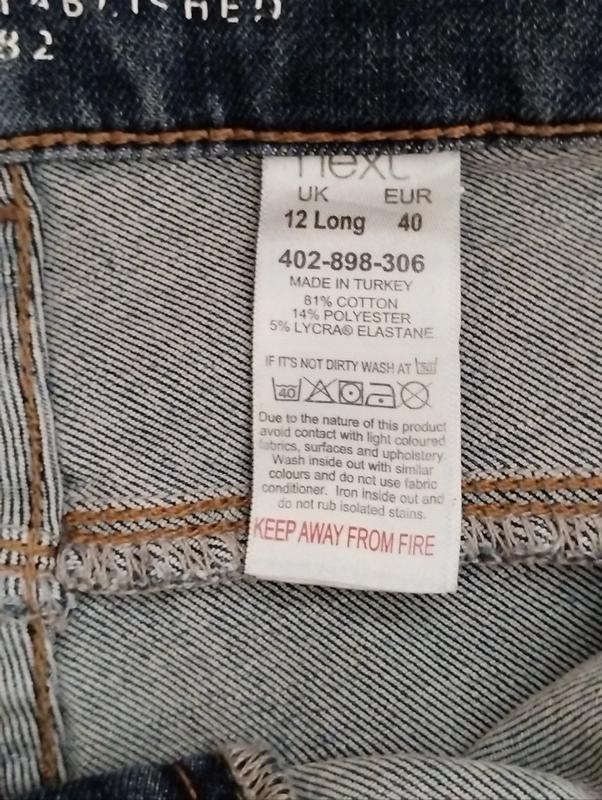 82
next
UK EUR
12 Long 40
402-898-306
MADE IN TURKEY
81% COTTON
14% POLYESTER
5% LYCRA® ELASTANE
IF IT'S NOT DIRTY WASH AT 30
40
Due to the nature of this product
avoid contact with light coloured
fabrics, surfaces and upholstery.
Wash inside out with similar
colours and do not use fabric
conditioner. Iron inside out and
do not rub isolated stains.
KEEP AWAY FROM FIRE